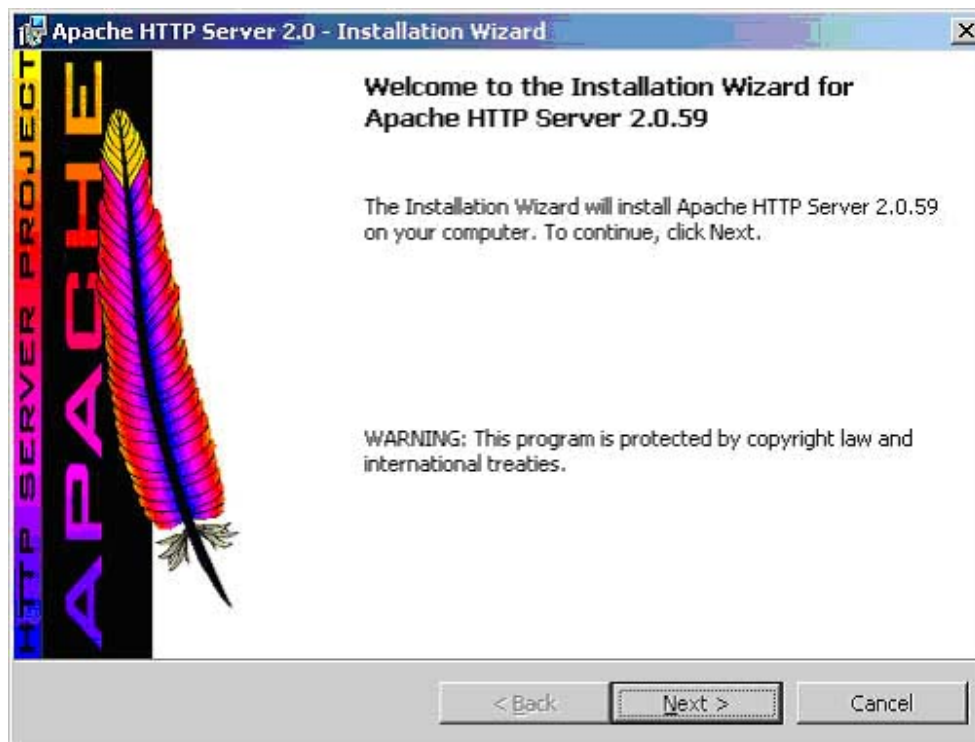 Apache HTTP Server 2.0 - Installation Wizard
HTTP SERVER PROJECT
APACHE
Welcome to the Installation Wizard for
Apache HTTP Server 2.0.59
The Installation Wizard will install Apache HTTP Server 2.0.59
on your computer. To continue, click Next.
WARNING: This program is protected by copyright law and
international treaties.
< Back
Next >
Cancel